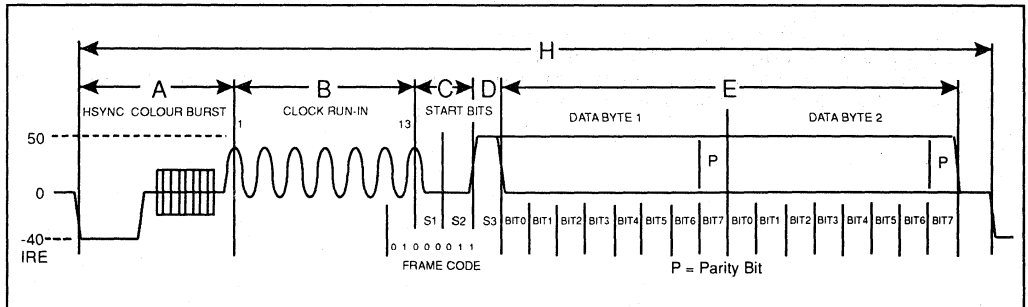 H
A B C D E
HSYNC COLOUR BURST CLOCK RUN-IN START BITS DATA BYTE 1 DATA BYTE 2
1 13
50
P P
0
S1 S2 S3 BIT0 BIT1 BIT2 BIT3 BIT4 BIT5 BIT6 BIT7 BIT0 BIT1 BIT2 BIT3 BIT4 BIT5 BIT6 BIT7
-40
0 1 0 0 0 0 1 1
IRE
FRAME CODE
P = Parity Bit